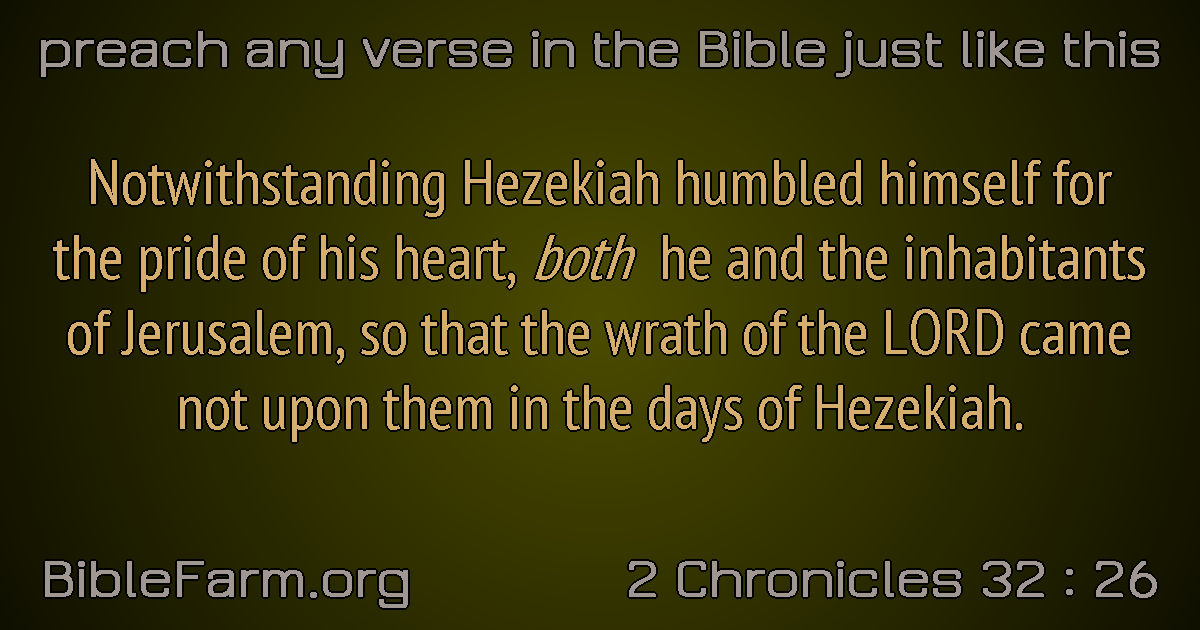 preach any verse in the Bible just like this
Notwithstanding Hezekiah humbled himself for
the pride of his heart, both he and the inhabitants
of Jerusalem, so that the wrath of the LORD came
not upon them in the days of Hezekiah.
BibleFarm.org
2 Chronicles 32 : 26